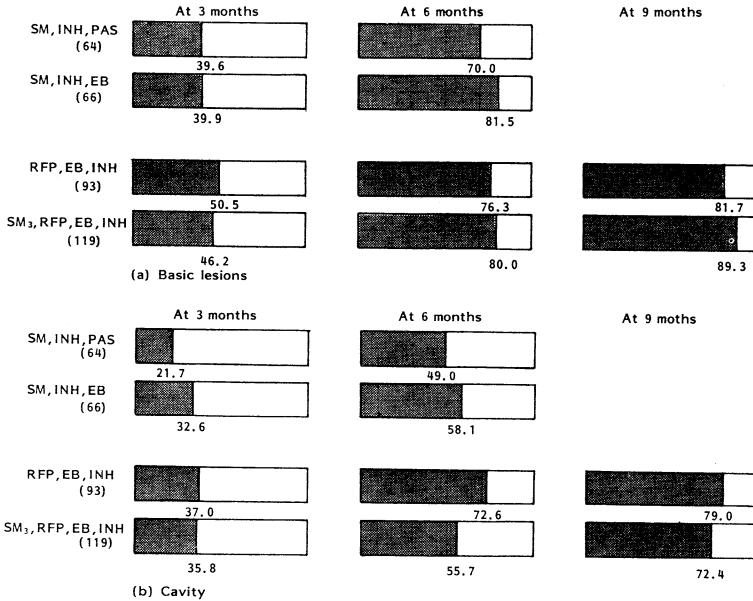 At 3 months At 6 months At 9 months
SM, INH, PAS
(64)
39.6 70.0
SM, INH, EB
(66)
39.9 81.5
RFP, EB, INH
(93)
50.5 76.3 81.7
SM₃, RFP, EB, INH
(119)
46.2 80.0 89.3
(a) Basic lesions
At 3 months At 6 months At 9 moths
SM, INH, PAS
(64)
21.7 49.0
SM, INH, EB
(66)
32.6 58.1
RFP, EB, INH
(93)
37.0 72.6 79.0
SM₃, RFP, EB, INH
(119)
35.8 55.7 72.4
(b) Cavity